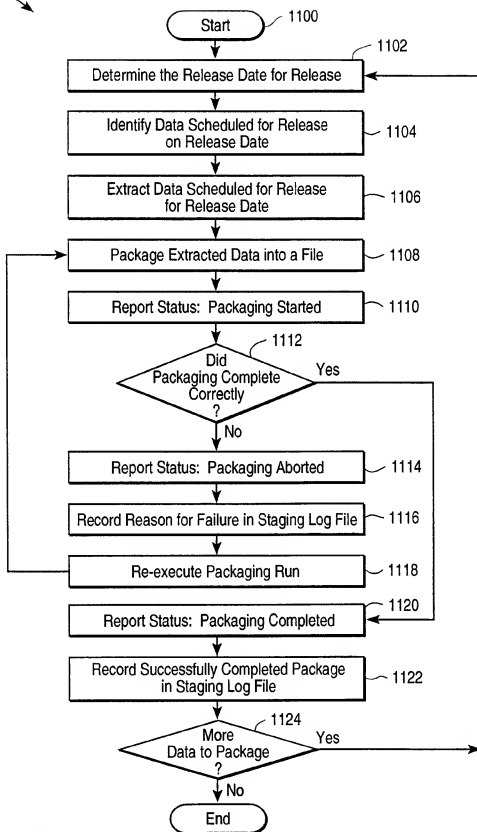 Start
1100
1102
Determine the Release Date for Release
Identify Data Scheduled for Release
on Release Date
1104
Extract Data Scheduled for Release
for Release Date
1106
Package Extracted Data into a File
1108
Report Status: Packaging Started
1110
1112
Did
Packaging Complete
Correctly
?
Yes
No
Report Status: Packaging Aborted
1114
Record Reason for Failure in Staging Log File
1116
Re-execute Packaging Run
1118
1120
Report Status: Packaging Completed
Record Successfully Completed Package
in Staging Log File
1122
1124
More
Data to Package
?
Yes
No
End